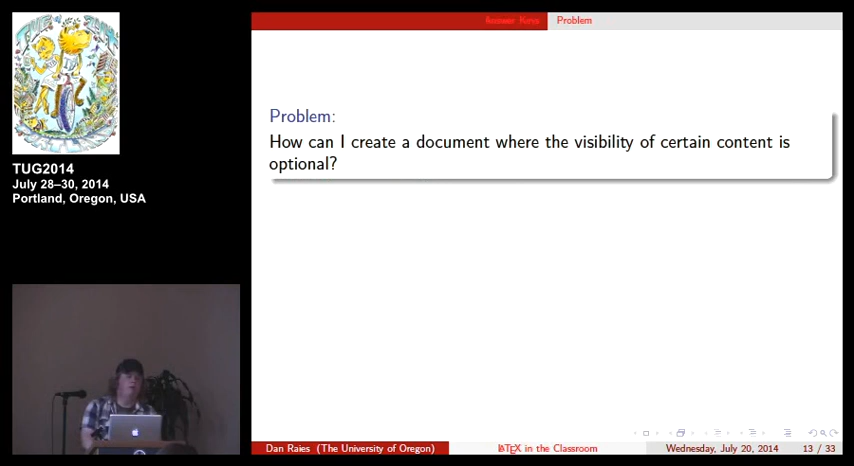 TUG2014
July 28–30, 2014
Portland, Oregon, USA
Answer Keys
Problem
Problem:
How can I create a document where the visibility of certain content is
optional?
Dan Raies (The University of Oregon)
LATEX in the Classroom
Wednesday, July 20, 2014
13 / 33